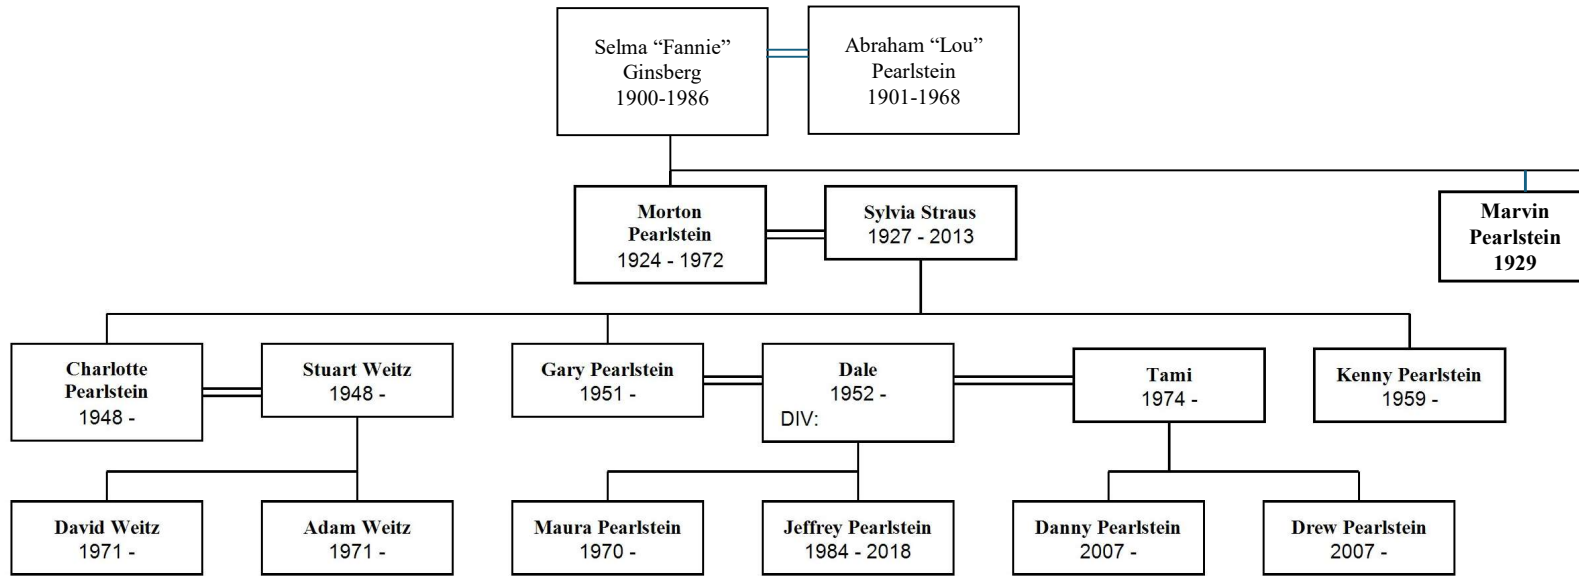 Selma “Fannie”
Ginsberg
1900-1986
Abraham “Lou”
Pearlstein
1901-1968
Morton
Pearlstein
1924 - 1972
Sylvia Straus
1927 - 2013
Marvin
Pearlstein
1929
Charlotte
Pearlstein
1948 -
Stuart Weitz
1948 -
Gary Pearlstein
1951 -
Dale
1952 -
DIV:
Tami
1974 -
Kenny Pearlstein
1959 -
David Weitz
1971 -
Adam Weitz
1971 -
Maura Pearlstein
1970 -
Jeffrey Pearlstein
1984 - 2018
Danny Pearlstein
2007 -
Drew Pearlstein
2007 -